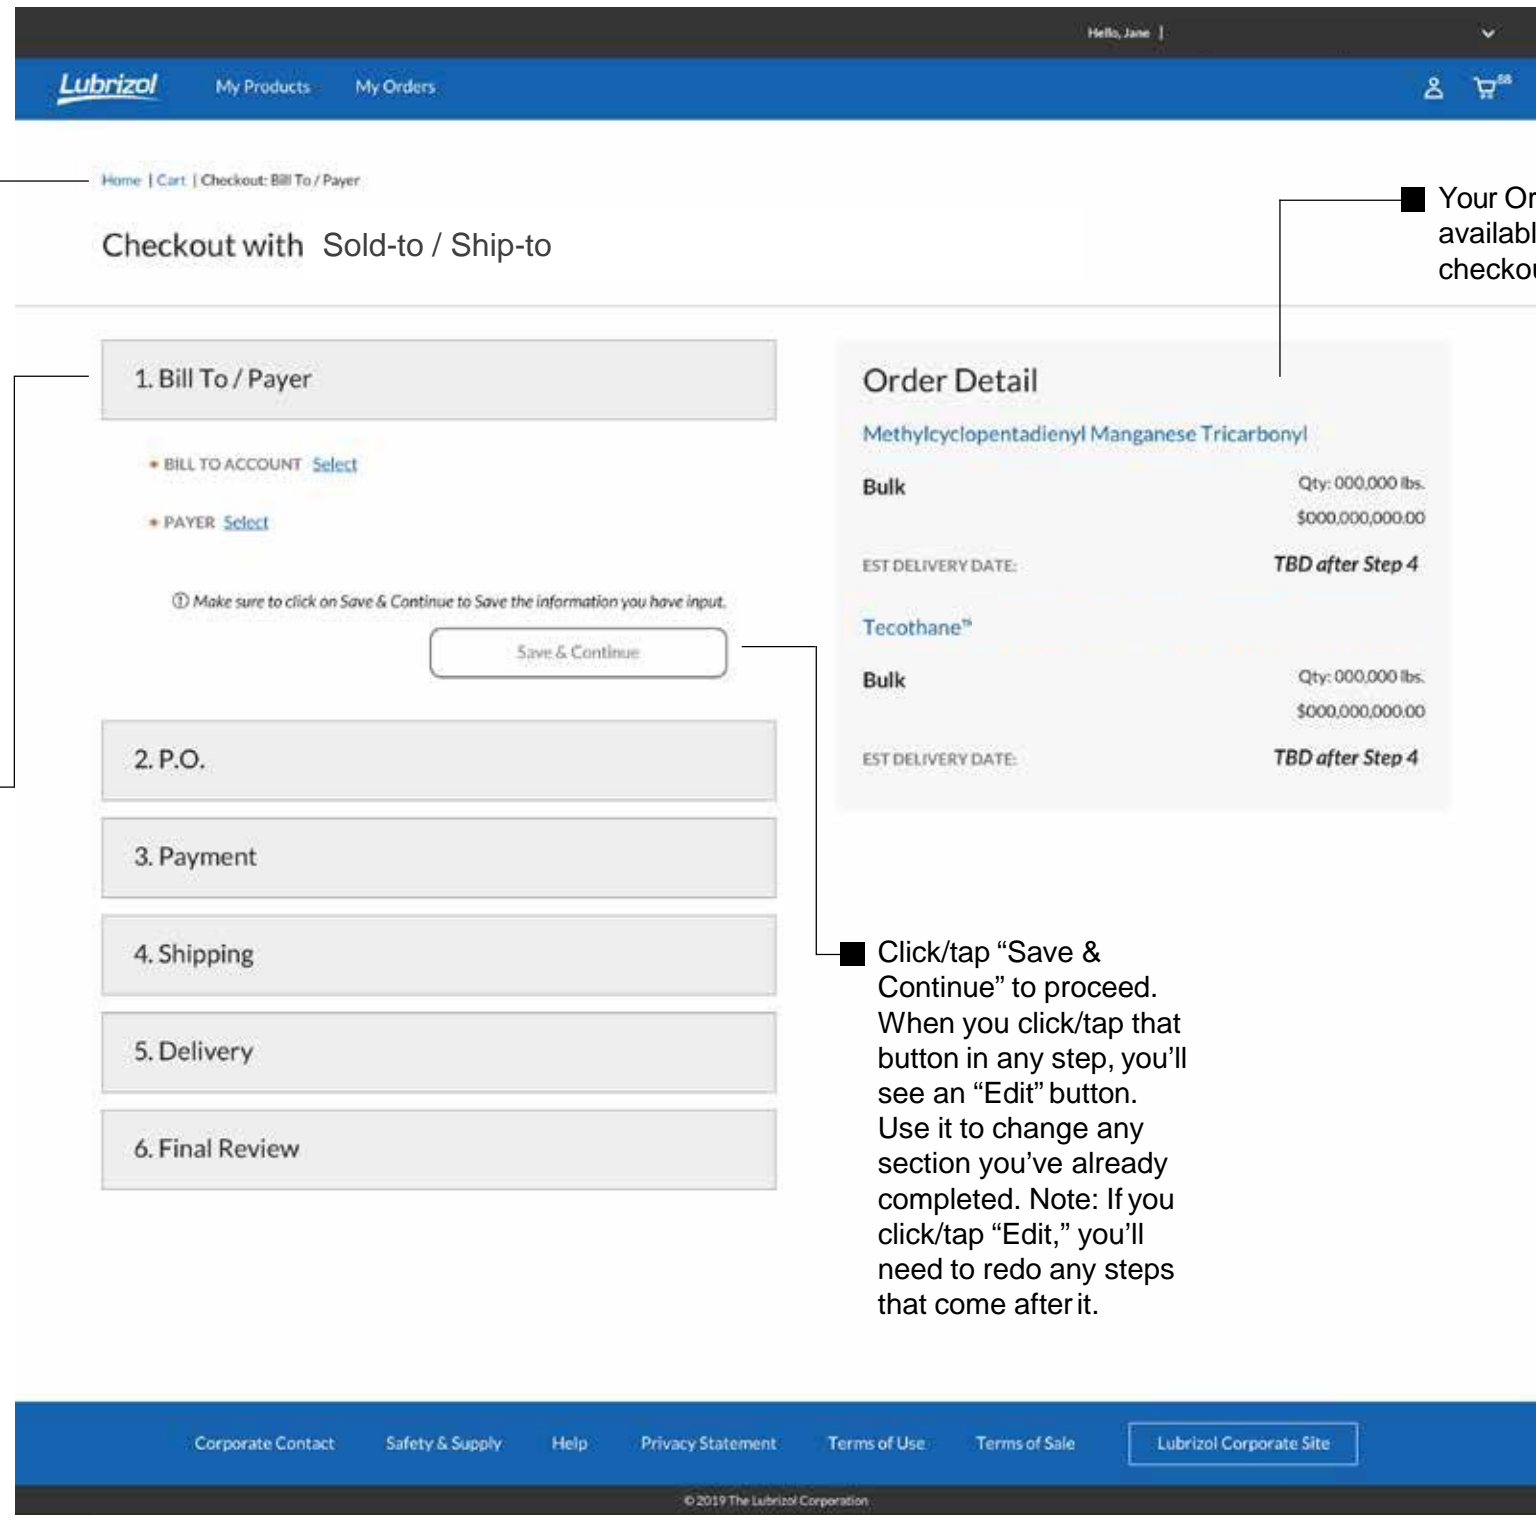 Hello, Jane |
Lubrizol My Products My Orders
88
Home | Cart | Checkout: Bill To / Payer
Checkout with Sold-to / Ship-to
Your Or
availabl
checkou
1. Bill To / Payer
* BILL TO ACCOUNT Select
* PAYER Select
① Make sure to click on Save & Continue to Save the information you have input.
Save & Continue
2. P.O.
3. Payment
4. Shipping
5. Delivery
6. Final Review
Order Detail
Methylcyclopentadienyl Manganese Tricarbonyl
Bulk Qty: 000,000 lbs.
$000,000,000.00
EST DELIVERY DATE: TBD after Step 4
Tecothane™
Bulk Qty: 000,000 lbs.
$000,000,000.00
EST DELIVERY DATE: TBD after Step 4
Click/tap “Save &
Continue” to proceed.
When you click/tap that
button in any step, you’ll
see an “Edit” button.
Use it to change any
section you’ve already
completed. Note: If you
click/tap “Edit,” you’ll
need to redo any steps
that come after it.
Corporate Contact Safety & Supply Help Privacy Statement Terms of Use Terms of Sale Lubrizol Corporate Site
© 2019 The Lubrizol Corporation